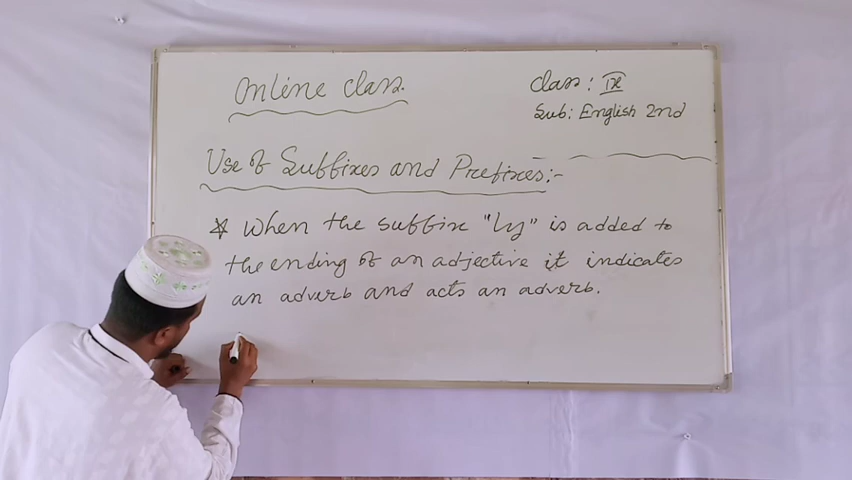 Online class.
Class: IX
Sub: English 2nd
Use of Suffixes and Prefixes:-
* When the suffix "ly" is added to
the ending of an adjective it indicates
an adverb and acts an adverb.